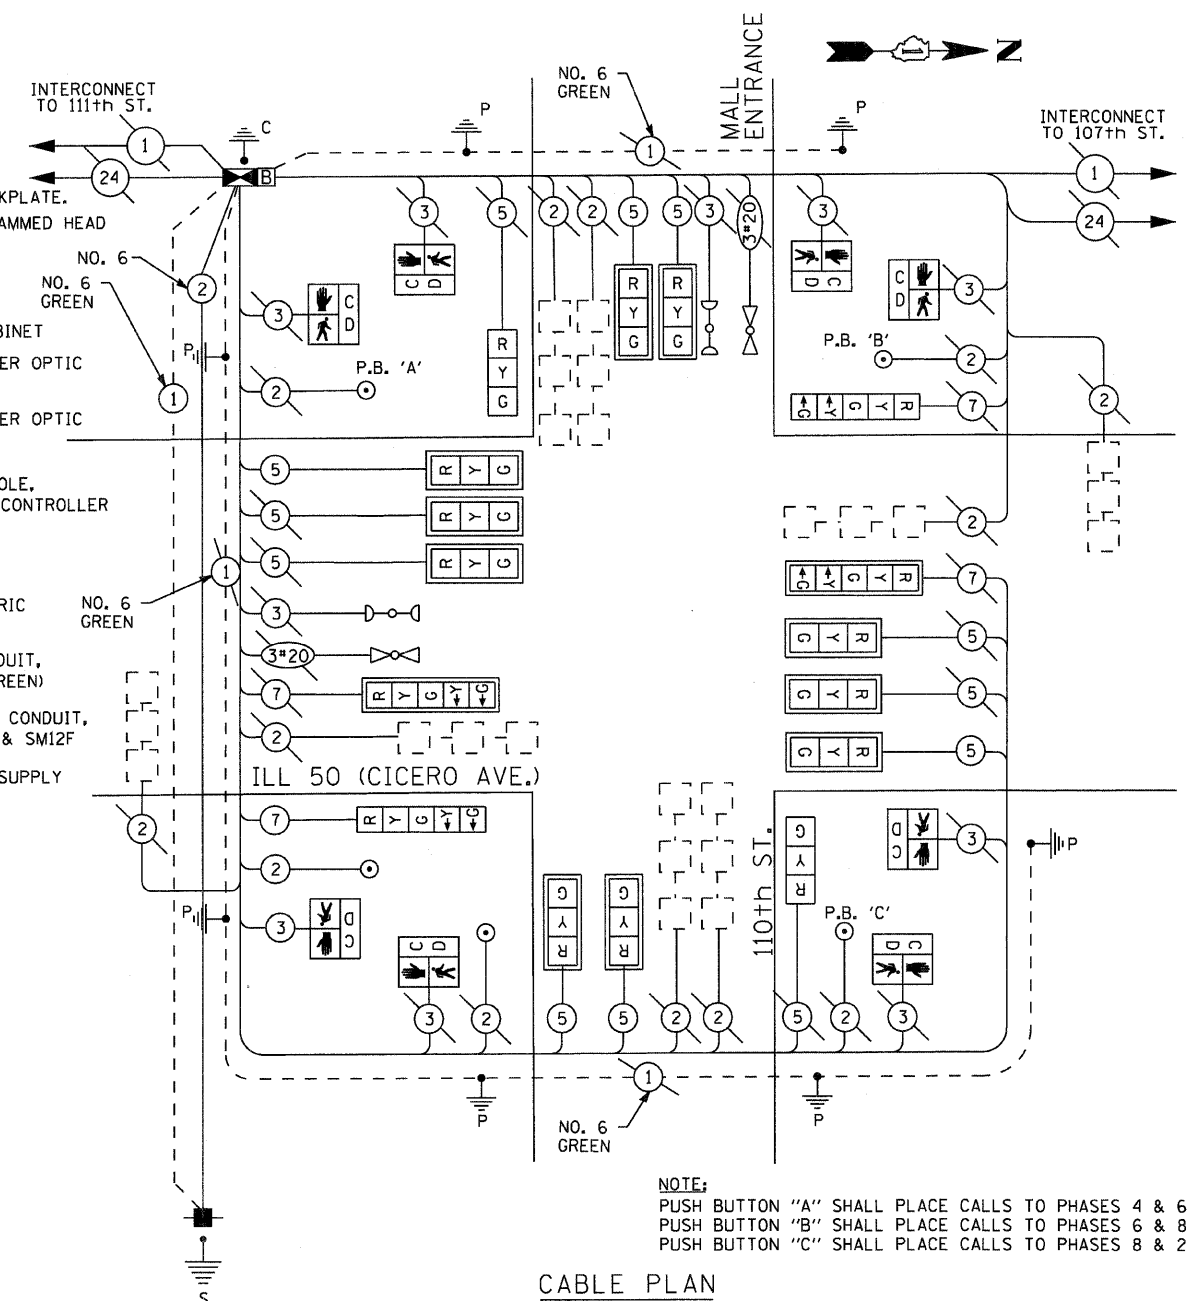 INTERCONNECT
TO 111th ST.
1
24
C
B
P
NO. 6
GREEN
1
MALL
ENTRANCE
P
1
N
INTERCONNECT
TO 107th ST.
1
24
KPLATE.
AMMED HEAD
NO. 6
2
NO. 6
GREEN
1
BINET
ER OPTIC
ER OPTIC
OLE,
CONTROLLER
RIC
DUIT,
REEN)
CONDUIT,
& SM12F
SUPPLY
3
C D
5
R Y G
2
2
5
R Y G
5
R Y G
3
3#20
3
C D
3
C D
P
3
C D
2
P.B. 'A'
P.B. 'B'
2
7
R Y G Y G
2
5
R Y G
5
R Y G
5
R Y G
NO. 6
GREEN
1
3
3#20
7
R Y G Y G
2
2
7
R Y G Y G
5
R Y G
5
R Y G
5
R Y G
ILL 50 (CICERO AVE.)
2
7
R Y G Y G
2
P
3
C D
C D
3
2
R Y G
5
R Y G
5
2
2
110th ST.
R Y G
5
P.B. 'C'
2
C D
3
C D
3
P
P
1
NO. 6
GREEN
P
S
NOTE:
PUSH BUTTON "A" SHALL PLACE CALLS TO PHASES 4 & 6
PUSH BUTTON "B" SHALL PLACE CALLS TO PHASES 6 & 8
PUSH BUTTON "C" SHALL PLACE CALLS TO PHASES 8 & 2
CABLE PLAN